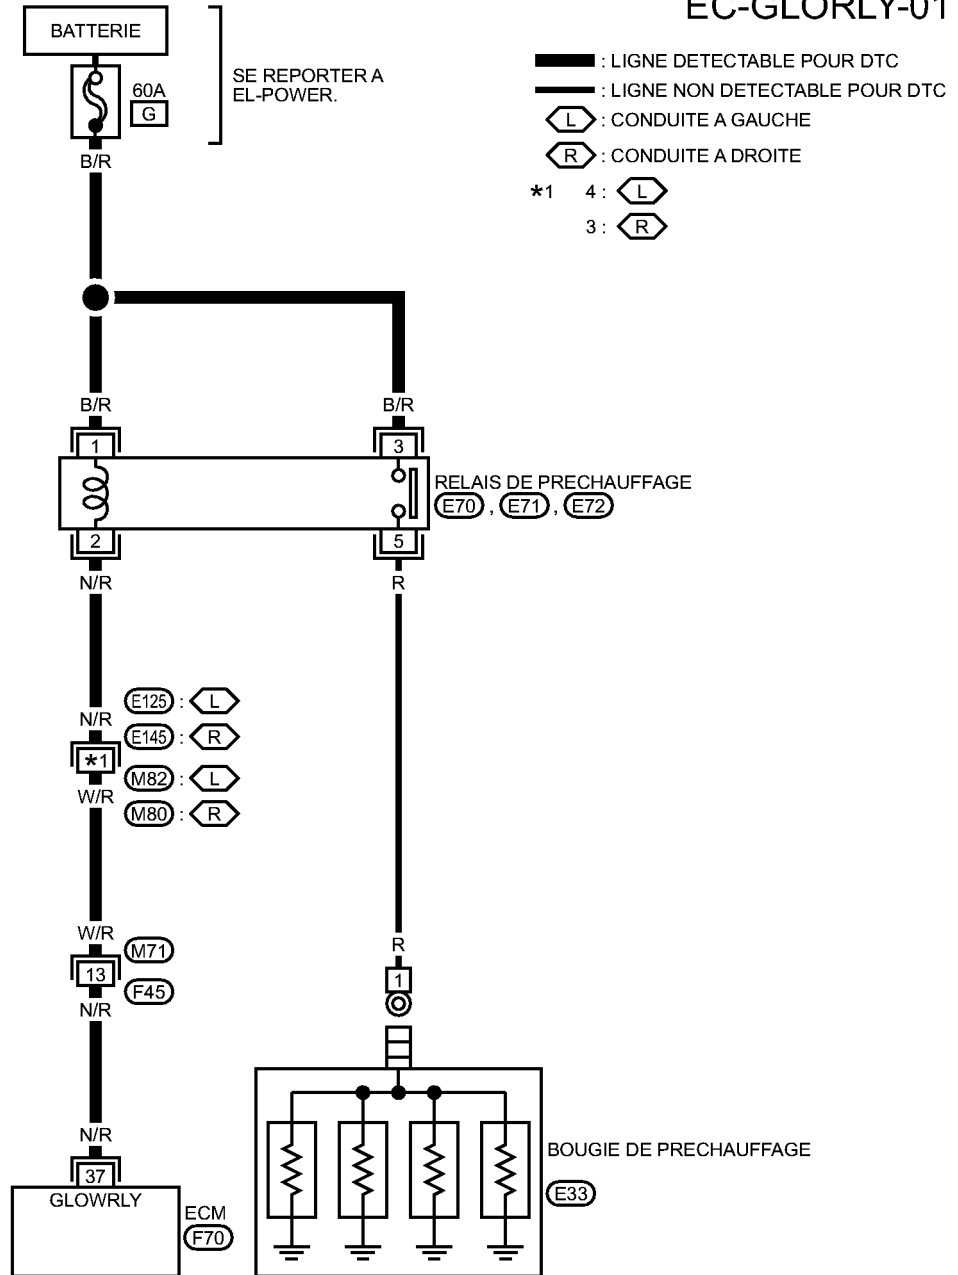 EC-GLORLY-01
BATTERIE
60A
G
SE REPORTER A
EL-POWER.
: LIGNE DETECTABLE POUR DTC
: LIGNE NON DETECTABLE POUR DTC
L : CONDUITE A GAUCHE
R : CONDUITE A DROITE
*1 4 : L
3 : R
B/R
B/R
B/R
1
3
RELAIS DE PRECHAUFFAGE
E70 , E71 , E72
2
5
N/R
R
N/R
E125 : L
E145 : R
*1
M82 : L
W/R
M80 : R
W/R
M71
13
F45
N/R
R
1
N/R
37
GLOWRLY
ECM
F70
BOUGIE DE PRECHAUFFAGE
E33